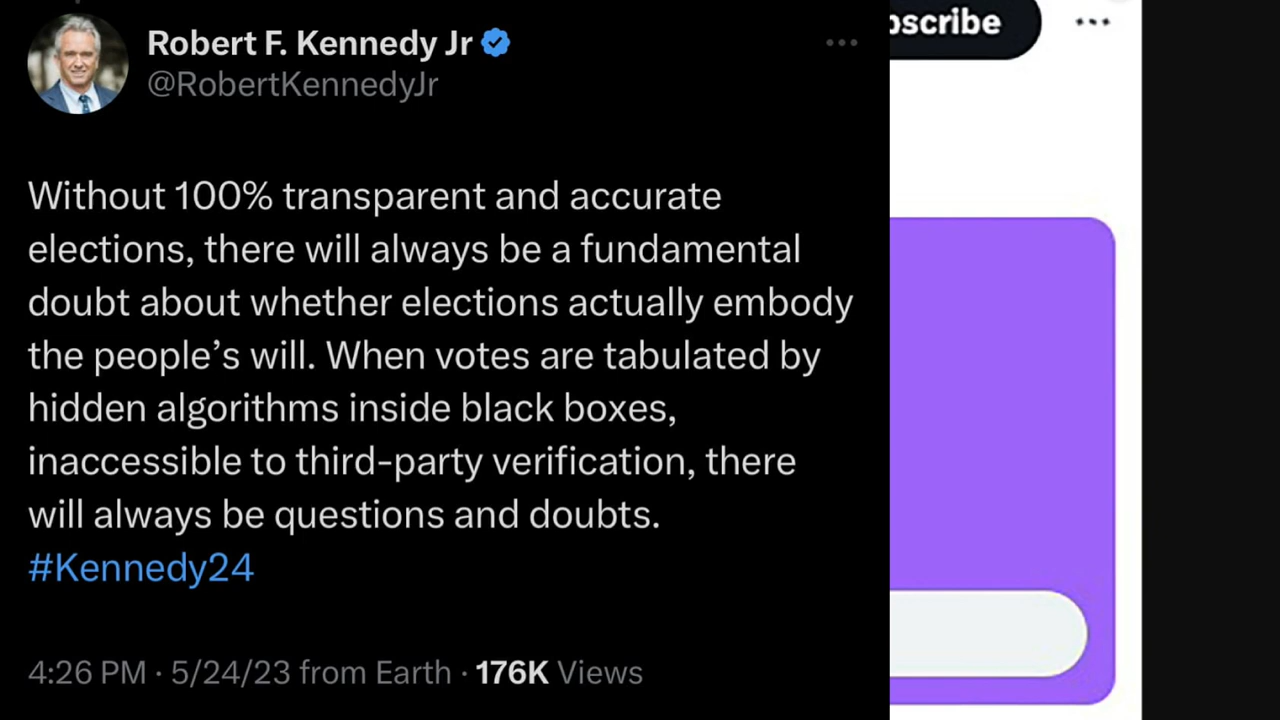 Robert F. Kennedy Jr
@RobertKennedyJr
Without 100% transparent and accurate
elections, there will always be a fundamental
doubt about whether elections actually embody
the people’s will. When votes are tabulated by
hidden algorithms inside black boxes,
inaccessible to third-party verification, there
will always be questions and doubts.
#Kennedy24
4:26 PM · 5/24/23 from Earth · 176K Views
bscribe